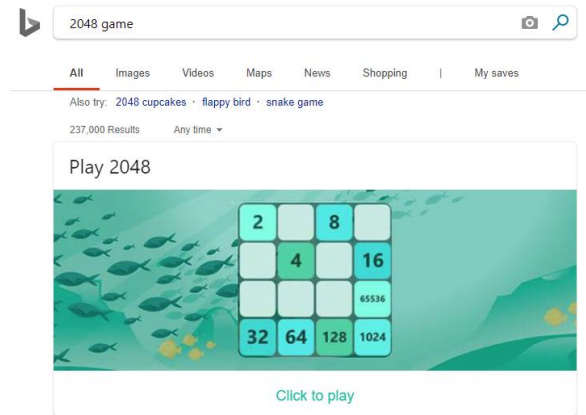 2048 game
All Images Videos Maps News Shopping | My saves
Also try: 2048 cupcakes · flappy bird · snake game
237,000 Results Any time
Play 2048
2 8
4 16
65536
32 64 128 1024
Click to play